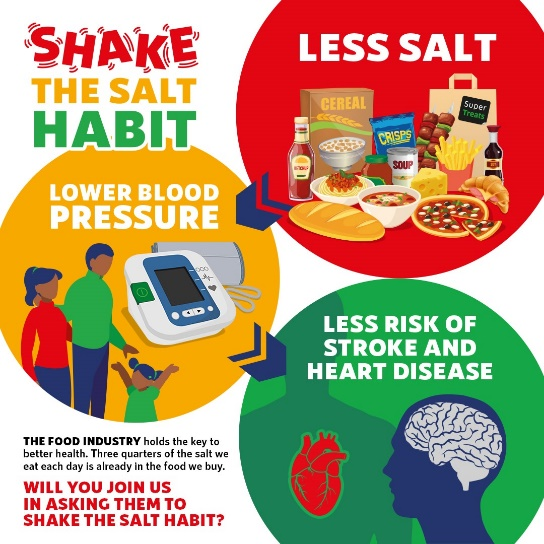 SHAKE
THE SALT
HABIT
LESS SALT
CEREAL
CRISPS
Super
Treats
KETCHUP
SOUP
LOWER BLOOD
PRESSURE
LESS RISK OF
STROKE AND
HEART DISEASE
THE FOOD INDUSTRY holds the key to
better health. Three quarters of the salt we
eat each day is already in the food we buy.
WILL YOU JOIN US
IN ASKING THEM TO
SHAKE THE SALT HABIT?